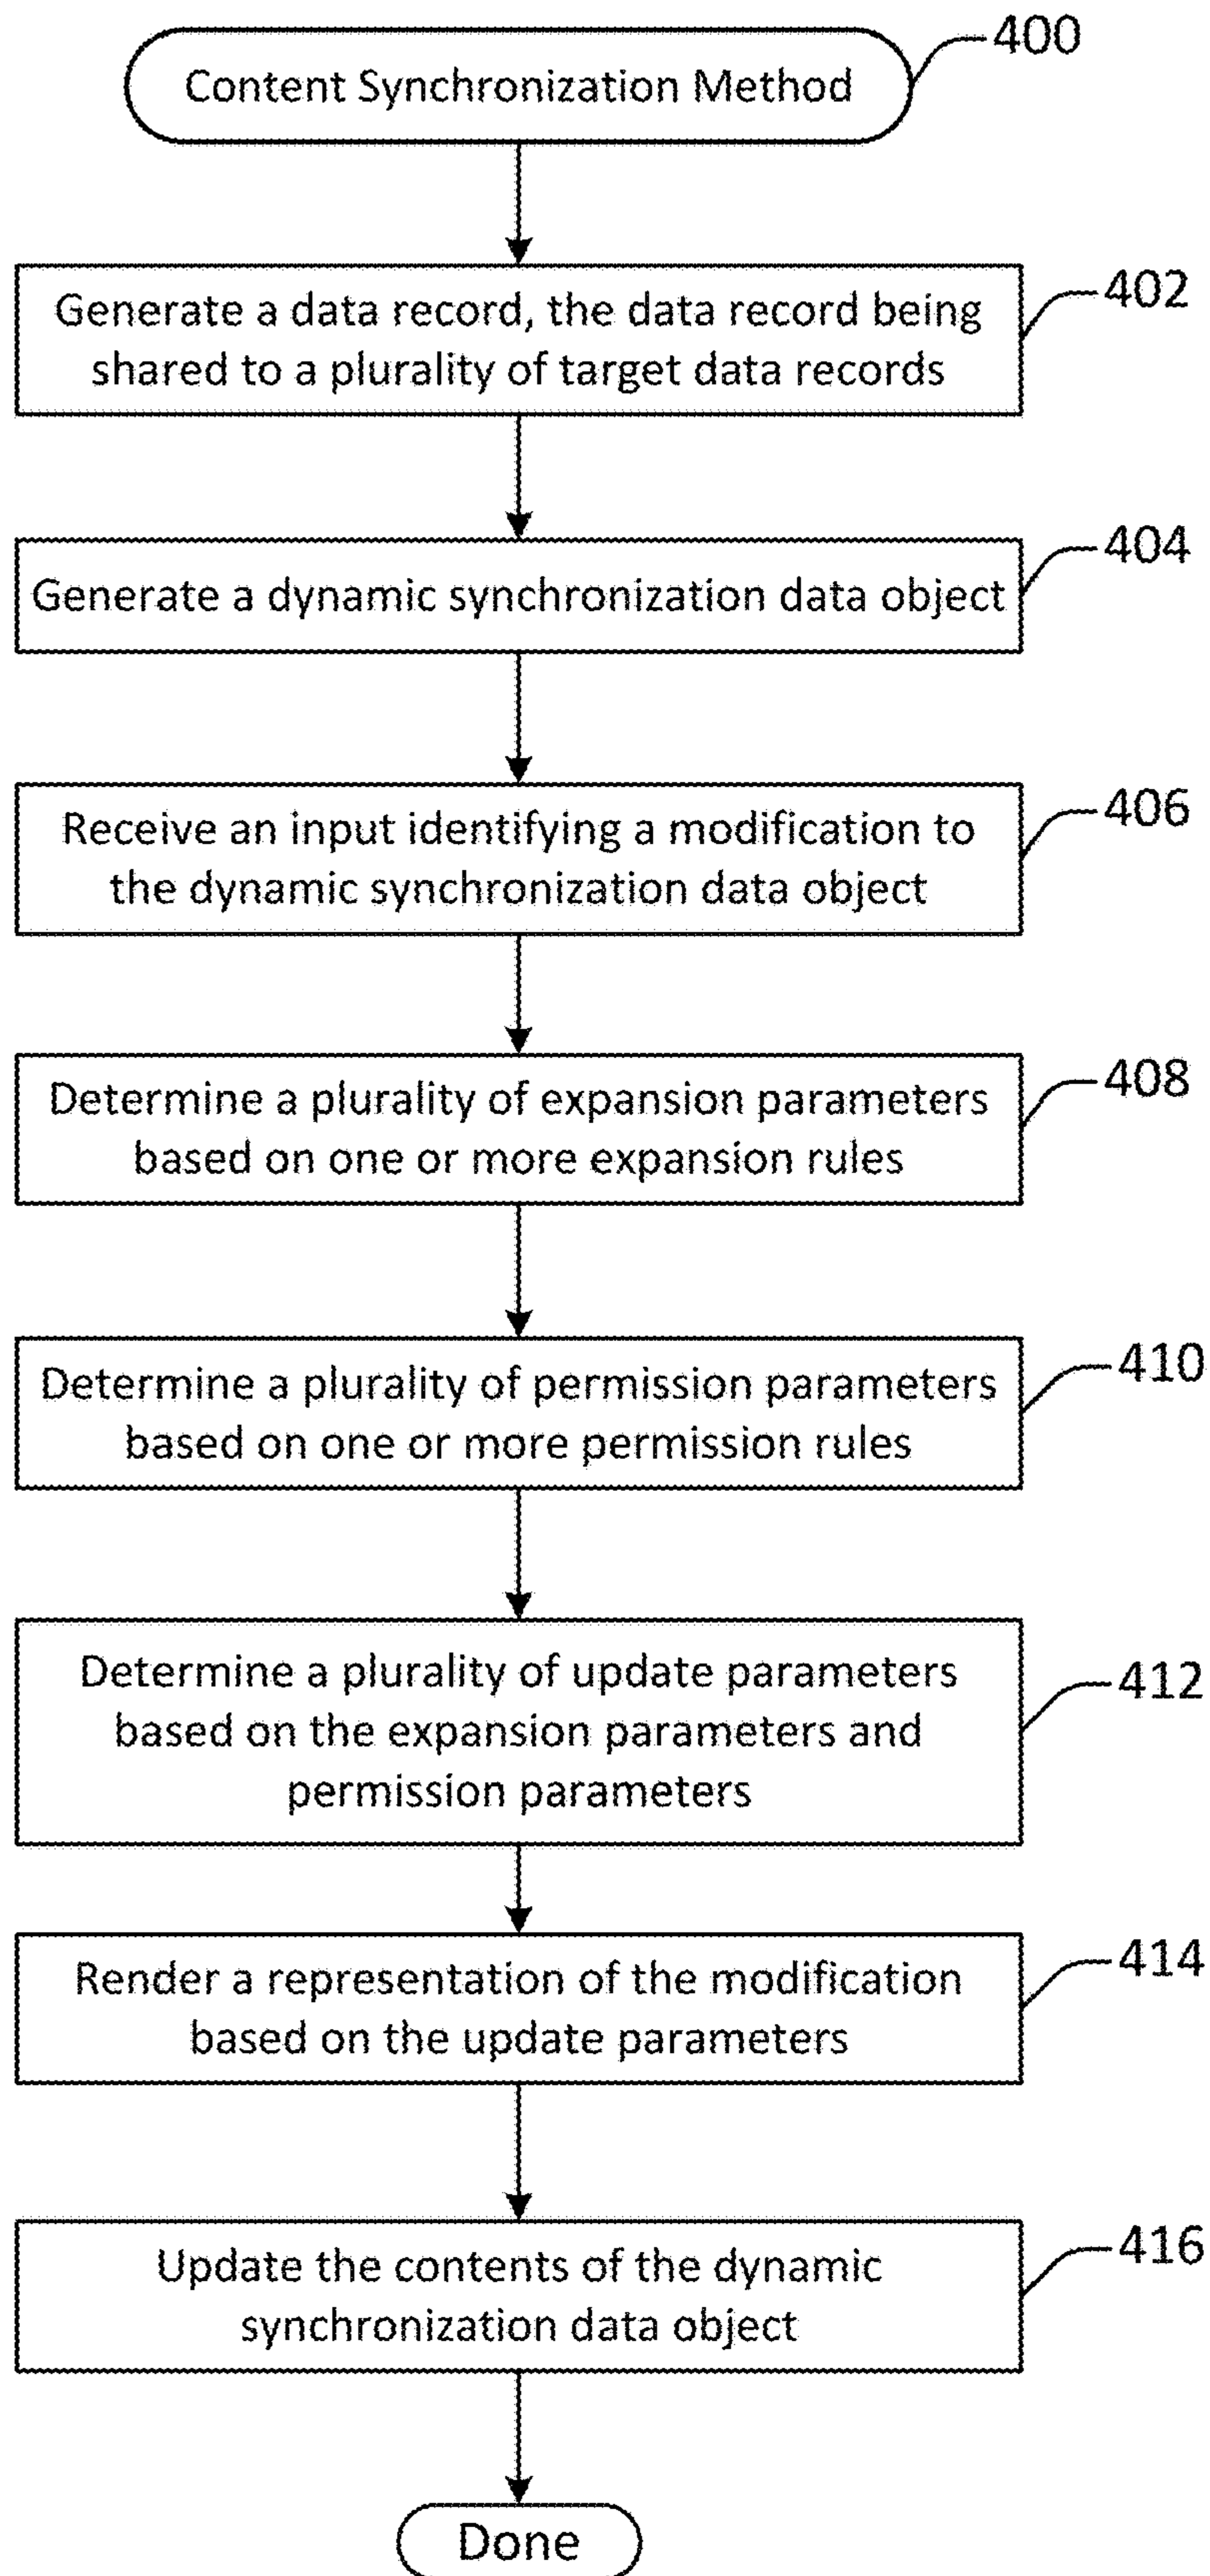 Content Synchronization Method
400
Generate a data record, the data record being
shared to a plurality of target data records
402
Generate a dynamic synchronization data object
404
Receive an input identifying a modification to
the dynamic synchronization data object
406
Determine a plurality of expansion parameters
based on one or more expansion rules
408
Determine a plurality of permission parameters
based on one or more permission rules
410
Determine a plurality of update parameters
based on the expansion parameters and
permission parameters
412
Render a representation of the modification
based on the update parameters
414
Update the contents of the dynamic
synchronization data object
416
Done